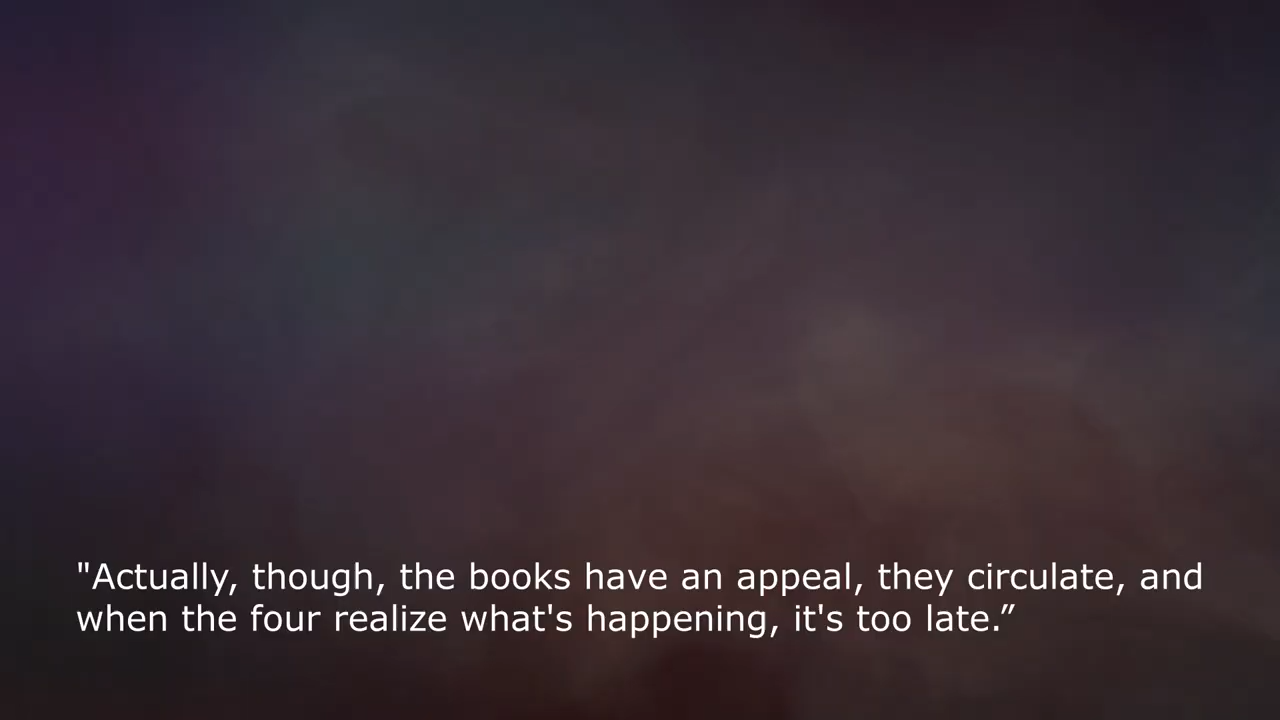 "Actually, though, the books have an appeal, they circulate, and
when the four realize what's happening, it's too late.”